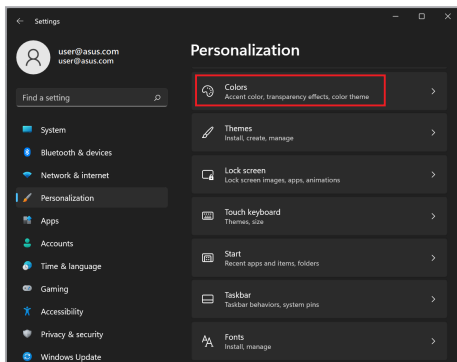 Settings
user@asus.com
user@asus.com
Find a setting
System
Bluetooth & devices
Network & internet
Personalization
Apps
Accounts
Time & language
Gaming
Accessibility
Privacy & security
Windows Update
Personalization
Colors
Accent color, transparency effects, color theme
Themes
Install, create, manage
Lock screen
Lock screen images, apps, animations
Touch keyboard
Themes, size
Start
Recent apps and items, folders
Taskbar
Taskbar behaviors, system pins
Fonts
Install, manage